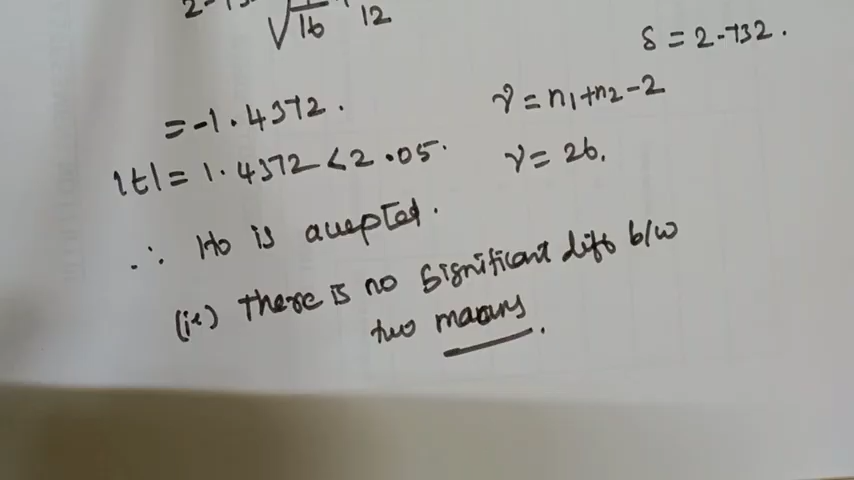 √ 16 12
S = 2-732.
= -1.4372.
γ = n1+n2-2
|t| = 1.4372 < 2.05.
γ = 26.
∴ Ho is accepted.
(ie) There is no significant diff b/w
two means.